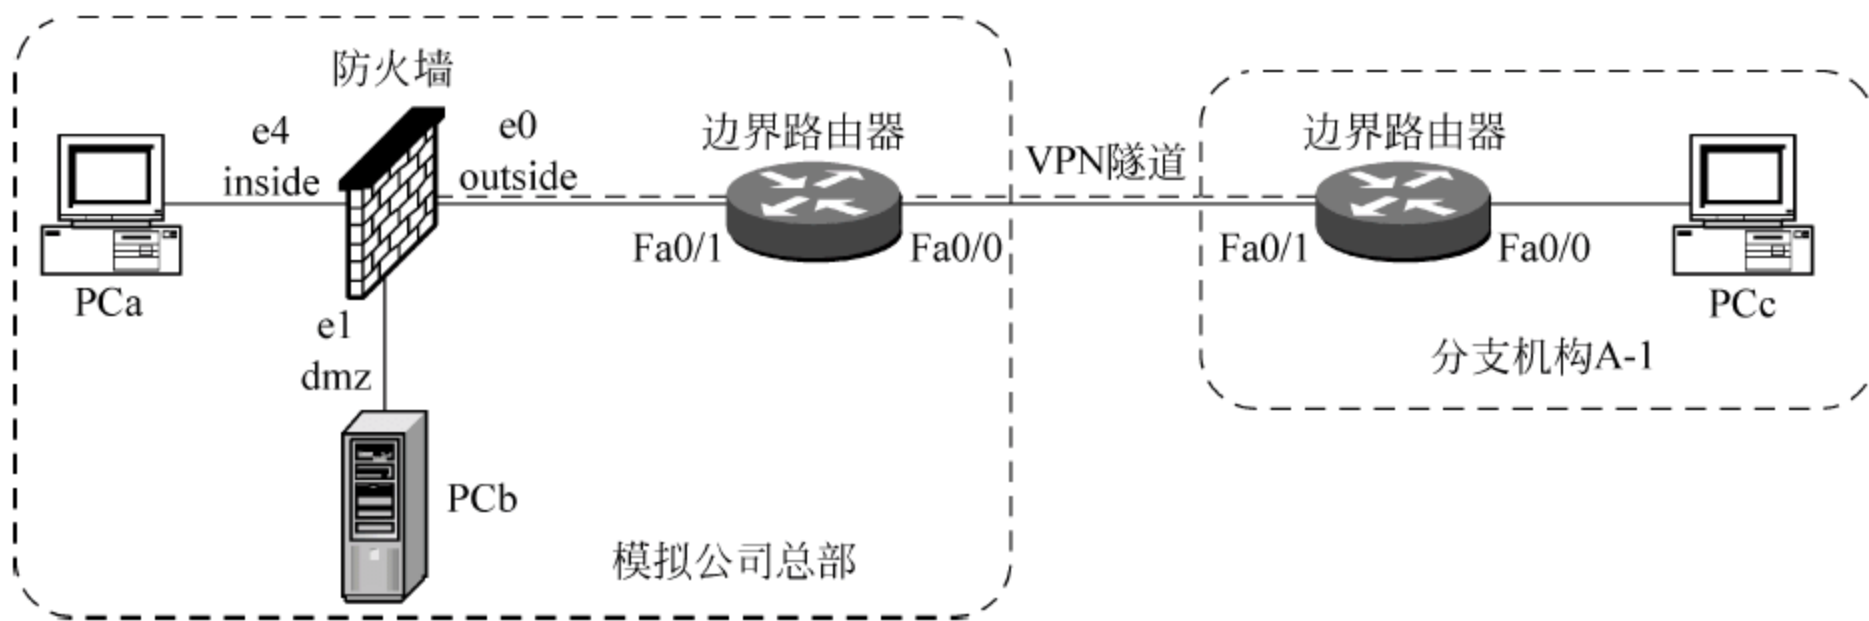 防火墙
e4
inside
e0
outside
边界路由器
VPN隧道
边界路由器
Fa0/1
Fa0/0
Fa0/1
Fa0/0
PCa
PCc
e1
dmz
分支机构A-1
PCb
模拟公司总部